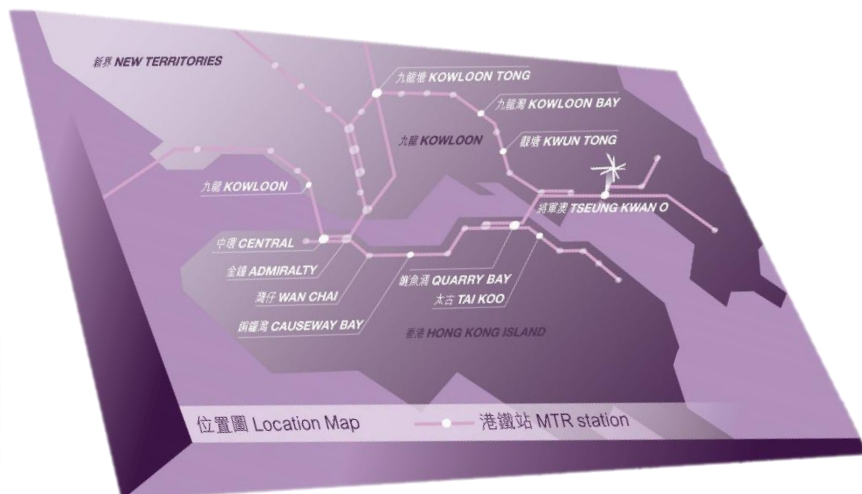 新界 NEW TERRITORIES
九龍塘 KOWLOON TONG
九龍灣 KOWLOON BAY
九龍 KOWLOON
觀塘 KWUN TONG
九龍 KOWLOON
將軍澳 TSEUNG KWAN O
中環 CENTRAL
金鐘 ADMIRALTY
灣仔 WAN CHAI
鰂魚涌 QUARRY BAY
太古 TAI KOO
銅鑼灣 CAUSEWAY BAY
香港 HONG KONG ISLAND
位置圖 Location Map
港鐵站 MTR station